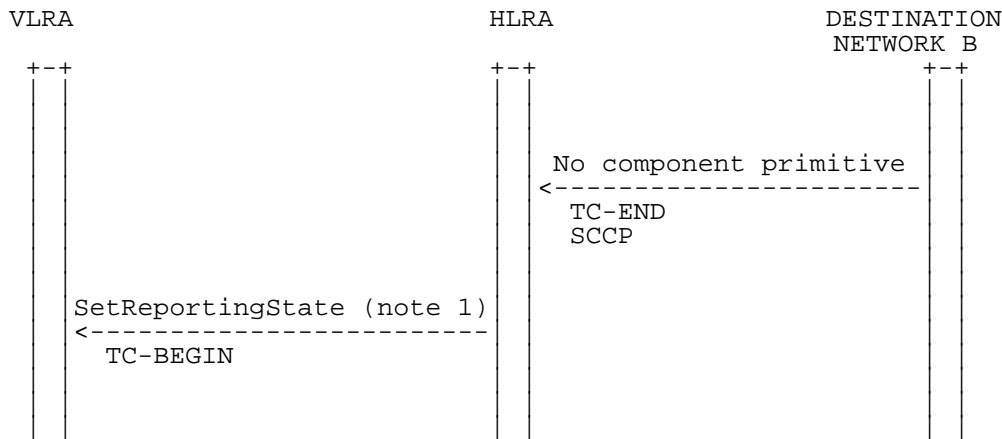 VLRA HLRA DESTINATION
NETWORK B
No component primitive
TC-END
SCCP
SetReportingState (note 1)
TC-BEGIN